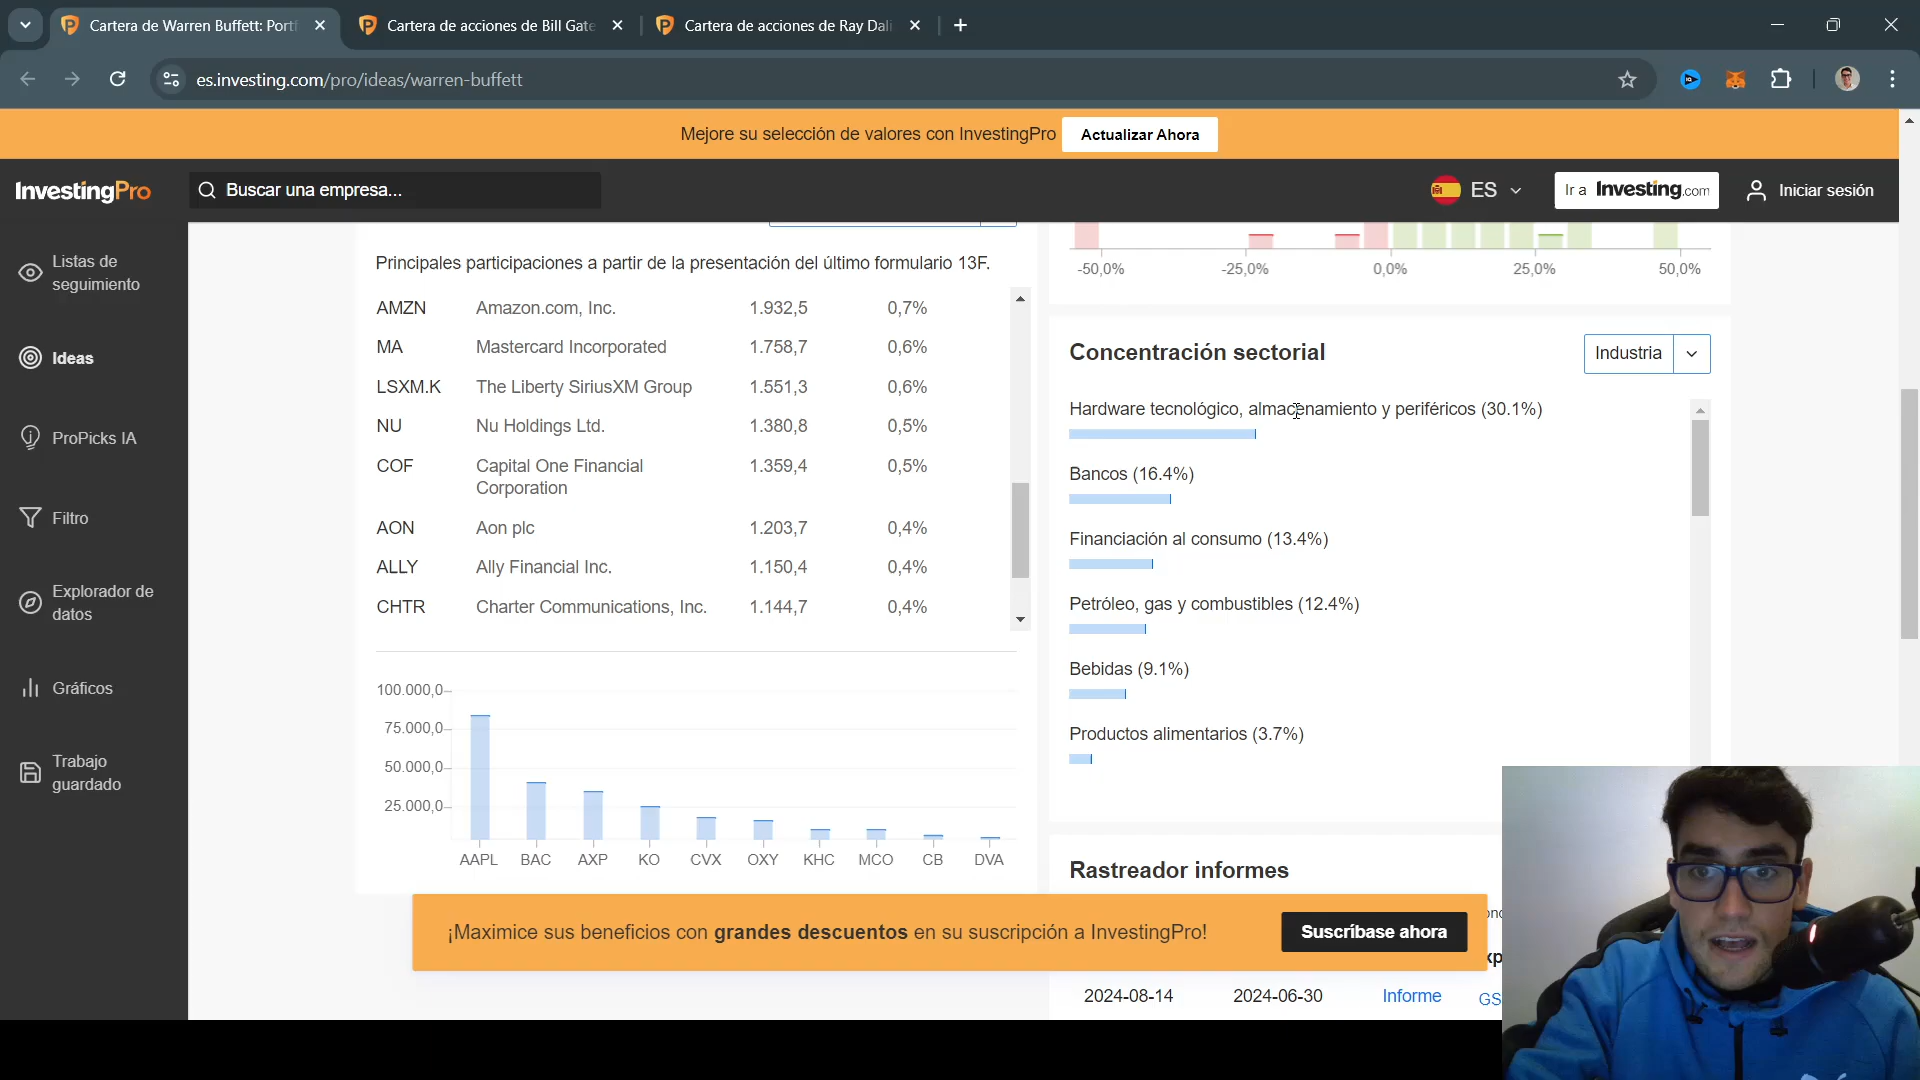 Cartera de Warren Buffett: Port
Cartera de acciones de Bill Gate
Cartera de acciones de Ray Dali
es.investing.com/pro/ideas/warren-buffett
Mejore su selección de valores con InvestingPro
Actualizar Ahora
InvestingPro
Buscar una empresa...
ES
Ir a Investing.com
Iniciar sesión
Listas de
seguimiento
Ideas
ProPicks IA
Filtro
Explorador de
datos
Gráficos
Trabajo
guardado
Principales participaciones a partir de la presentación del último formulario 13F.
AMZN Amazon.com, Inc. 1.932,5 0,7%
MA Mastercard Incorporated 1.758,7 0,6%
LSXM.K The Liberty SiriusXM Group 1.551,3 0,6%
NU Nu Holdings Ltd. 1.380,8 0,5%
COF Capital One Financial 1.359,4 0,5%
Corporation
AON Aon plc 1.203,7 0,4%
ALLY Ally Financial Inc. 1.150,4 0,4%
CHTR Charter Communications, Inc. 1.144,7 0,4%
100.000,0
75.000,0
50.000,0
25.000,0
AAPL BAC AXP KO CVX OXY KHC MCO CB DVA
-50,0% -25,0% 0,0% 25,0% 50,0%
Concentración sectorial
Industria
Hardware tecnológico, almacenamiento y periféricos (30.1%)
Bancos (16.4%)
Financiación al consumo (13.4%)
Petróleo, gas y combustibles (12.4%)
Bebidas (9.1%)
Productos alimentarios (3.7%)
Rastreador informes
¡Maximice sus beneficios con grandes descuentos en su suscripción a InvestingPro!
Suscríbase ahora
2024-08-14 2024-06-30 Informe GS